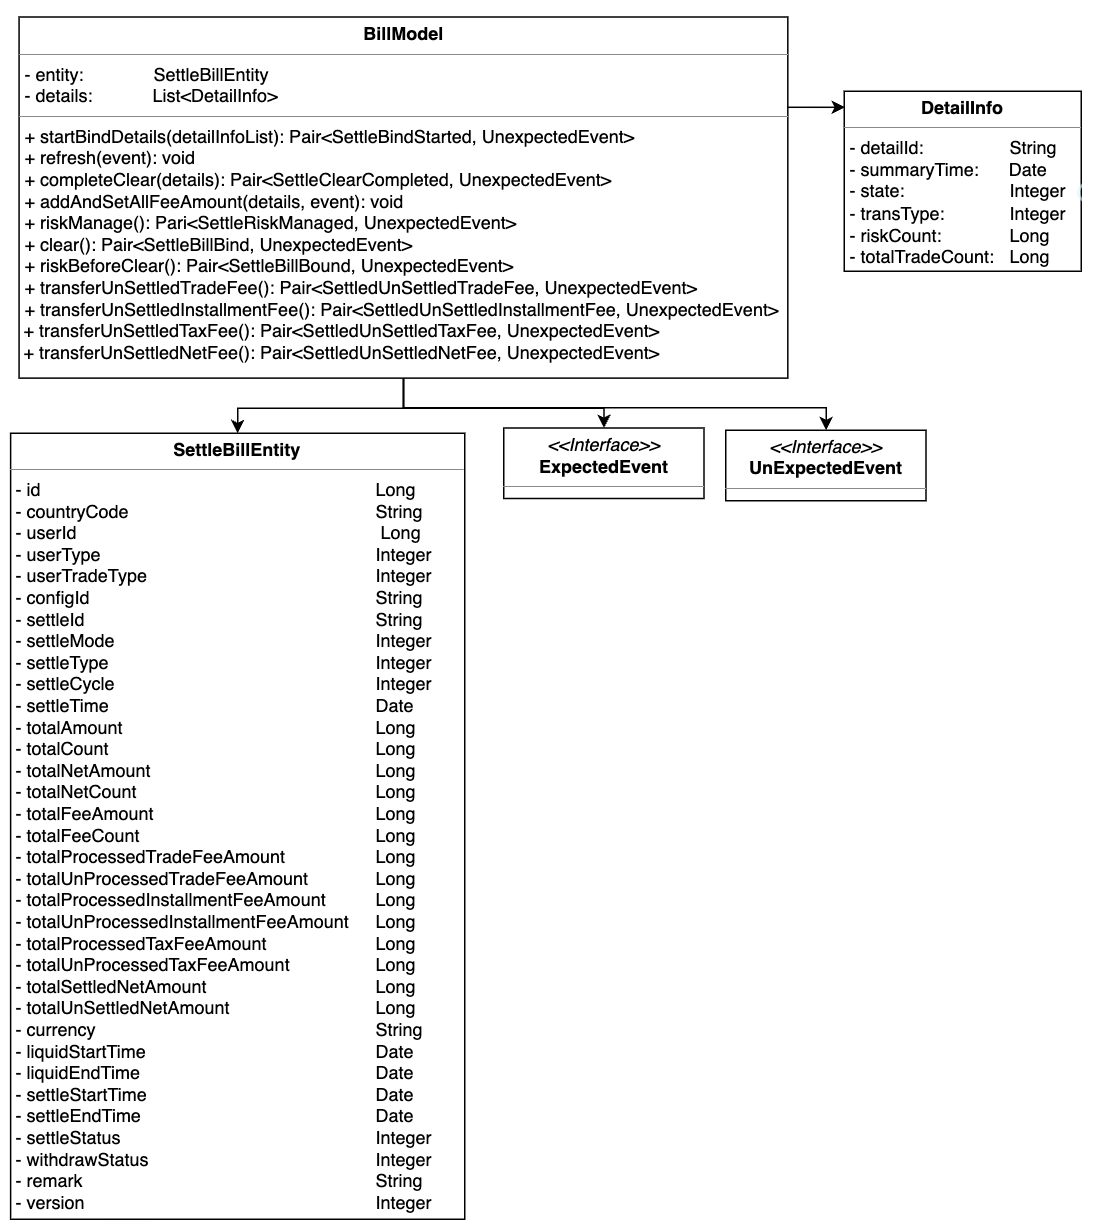 BillModel
- entity: SettleBillEntity
- details: List<DetailInfo>
+ startBindDetails(detailInfoList): Pair<SettleBindStarted, UnexpectedEvent>
+ refresh(event): void
+ completeClear(details): Pair<SettleClearCompleted, UnexpectedEvent>
+ addAndSetAllFeeAmount(details, event): void
+ riskManage(): Pari<SettleRiskManaged, UnexpectedEvent>
+ clear(): Pair<SettleBillBind, UnexpectedEvent>
+ riskBeforeClear(): Pair<SettleBillBound, UnexpectedEvent>
+ transferUnSettledTradeFee(): Pair<SettledUnSettledTradeFee, UnexpectedEvent>
+ transferUnSettledInstallmentFee(): Pair<SettledUnSettledInstallmentFee, UnexpectedEvent>
+ transferUnSettledTaxFee(): Pair<SettledUnSettledTaxFee, UnexpectedEvent>
+ transferUnSettledNetFee(): Pair<SettledUnSettledNetFee, UnexpectedEvent>
DetailInfo
- detailId: String
- summaryTime: Date
- state: Integer
- transType: Integer
- riskCount: Long
- totalTradeCount: Long
SettleBillEntity
- id Long
- countryCode String
- userId Long
- userType Integer
- userTradeType Integer
- configId String
- settleId String
- settleMode Integer
- settleType Integer
- settleCycle Integer
- settleTime Date
- totalAmount Long
- totalCount Long
- totalNetAmount Long
- totalNetCount Long
- totalFeeAmount Long
- totalFeeCount Long
- totalProcessedTradeFeeAmount Long
- totalUnProcessedTradeFeeAmount Long
- totalProcessedInstallmentFeeAmount Long
- totalUnProcessedInstallmentFeeAmount Long
- totalProcessedTaxFeeAmount Long
- totalUnProcessedTaxFeeAmount Long
- totalSettledNetAmount Long
- totalUnSettledNetAmount Long
- currency String
- liquidStartTime Date
- liquidEndTime Date
- settleStartTime Date
- settleEndTime Date
- settleStatus Integer
- withdrawStatus Integer
- remark String
- version Integer
<<Interface>>
ExpectedEvent
<<Interface>>
UnExpectedEvent